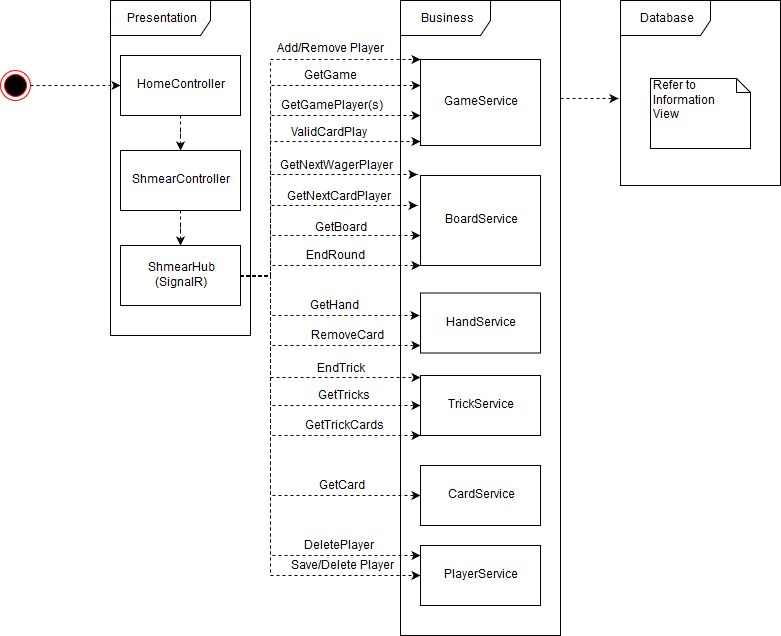 Presentation
Business
Database
HomeController
ShmearController
ShmearHub
(SignalR)
Add/Remove Player
GetGame
GetGamePlayer(s)
ValidCardPlay
GetNextWagerPlayer
GetNextCardPlayer
GetBoard
EndRound
GetHand
RemoveCard
EndTrick
GetTricks
GetTrickCards
GetCard
DeletePlayer
Save/Delete Player
GameService
BoardService
HandService
TrickService
CardService
PlayerService
Refer to
Information
View